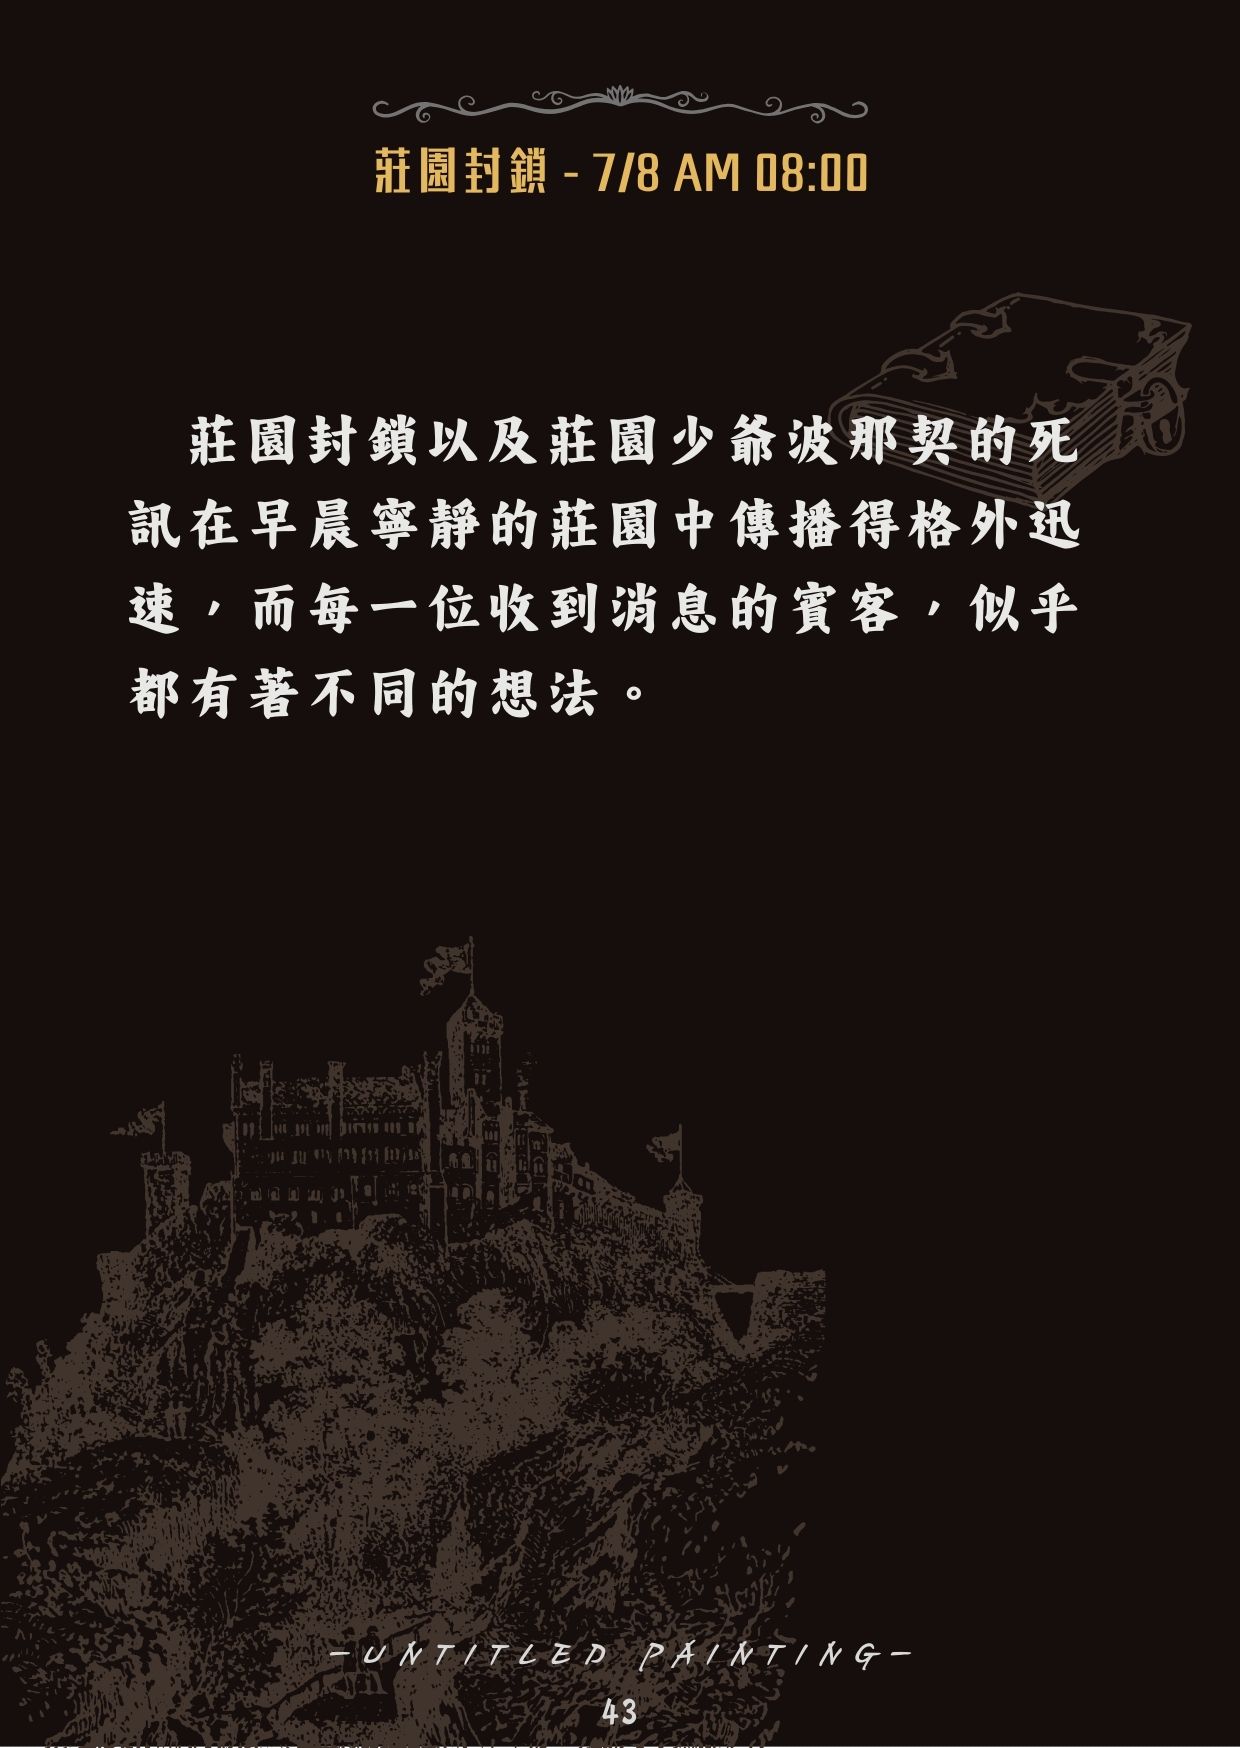 莊園封鎖 - 7/8 AM 08:00
莊園封鎖以及莊園少爺波那契的死
訊在早晨寧靜的莊園中傳播得格外迅
速，而每一位收到消息的賓客，似乎
都有著不同的想法。
—UNTITLED PAINTING—
43